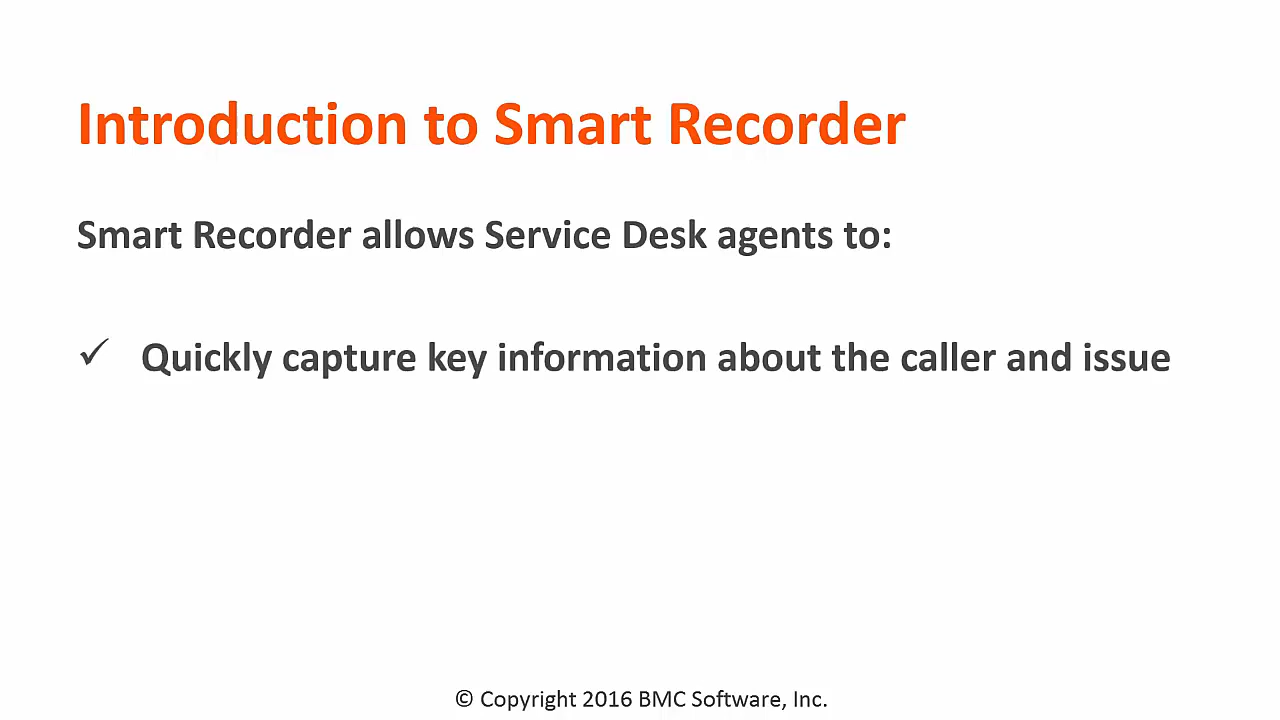 Introduction to Smart Recorder
Smart Recorder allows Service Desk agents to:
✓ Quickly capture key information about the caller and issue
© Copyright 2016 BMC Software, Inc.